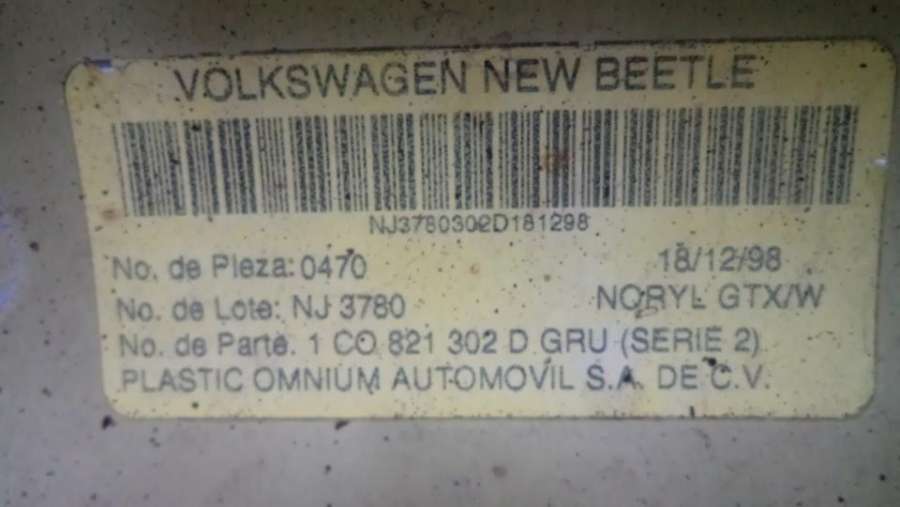 VOLKSWAGEN NEW BEETLE
NJ3780302D181298
No. de Pieza: 0470 18/12/98
No. de Lote: NJ 3780 NORYL GTX/W
No. de Parte. 1 CO 821 302 D GRU (SERIE 2)
PLASTIC OMNIUM AUTOMOVIL S.A. DE C.V.